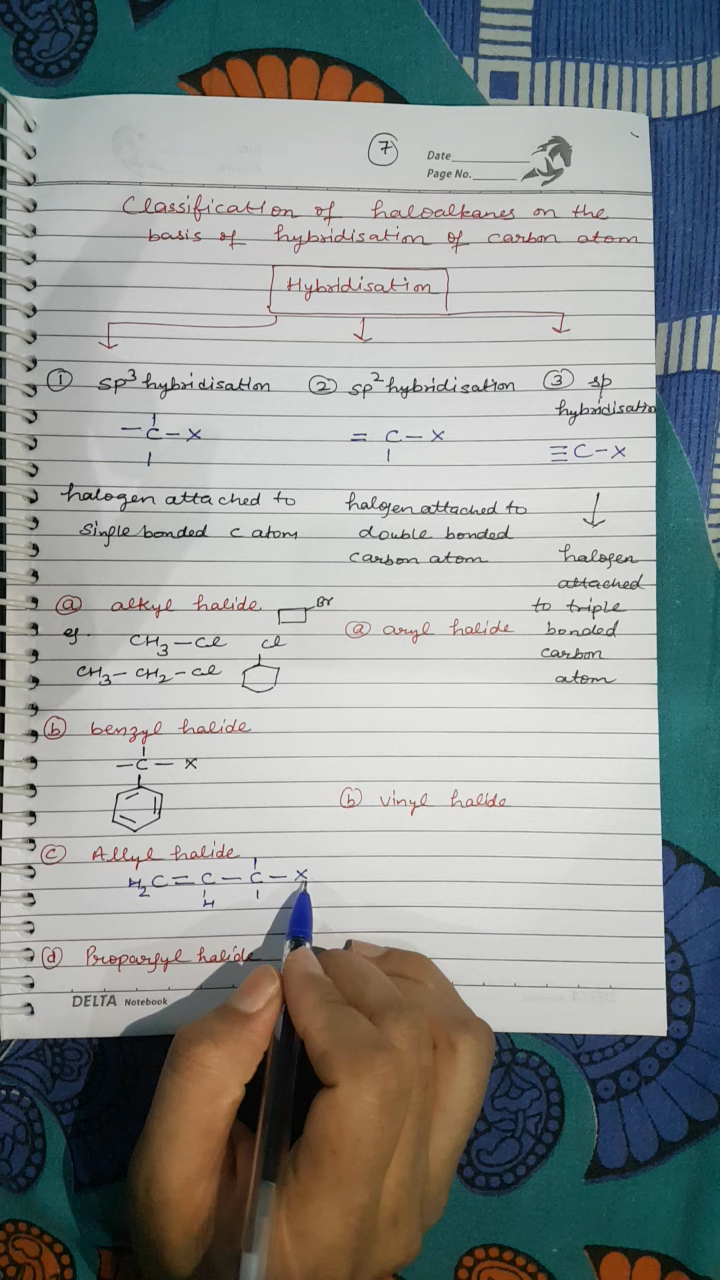 7
Date
Page No.
Classification of haloalkanes on the
basis of hybridisation of carbon atom
Hybridisation
① sp³ hybridisation
– C – X
halogen attached to
single bonded c atom
② sp² hybridisation
= C – X
halogen attached to
double bonded
carbon atom
③ sp
hybridisation
≡ C – X
halogen
attached
to triple
bonded
carbon
atom
ⓐ alkyl halide
Br
eg. CH₃ – Cl
Cl
CH₃ – CH₂ – Cl
ⓐ aryl halide
ⓑ benzyl halide
– C – X
ⓑ vinyl halide
ⓒ Allyl halide
H₂C = C – C – X
H
ⓓ Propargyl halide
DELTA Notebook